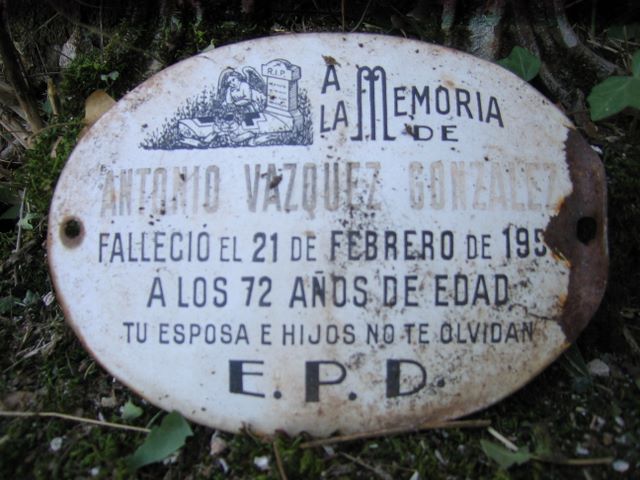 R.I.P.
A
LA MEMORIA
DE
ANTONIO VAZQUEZ GONZALEZ
FALLECIÓ EL 21 DE FEBRERO DE 195
A LOS 72 AÑOS DE EDAD
TU ESPOSA E HIJOS NO TE OLVIDAN
E.P.D.